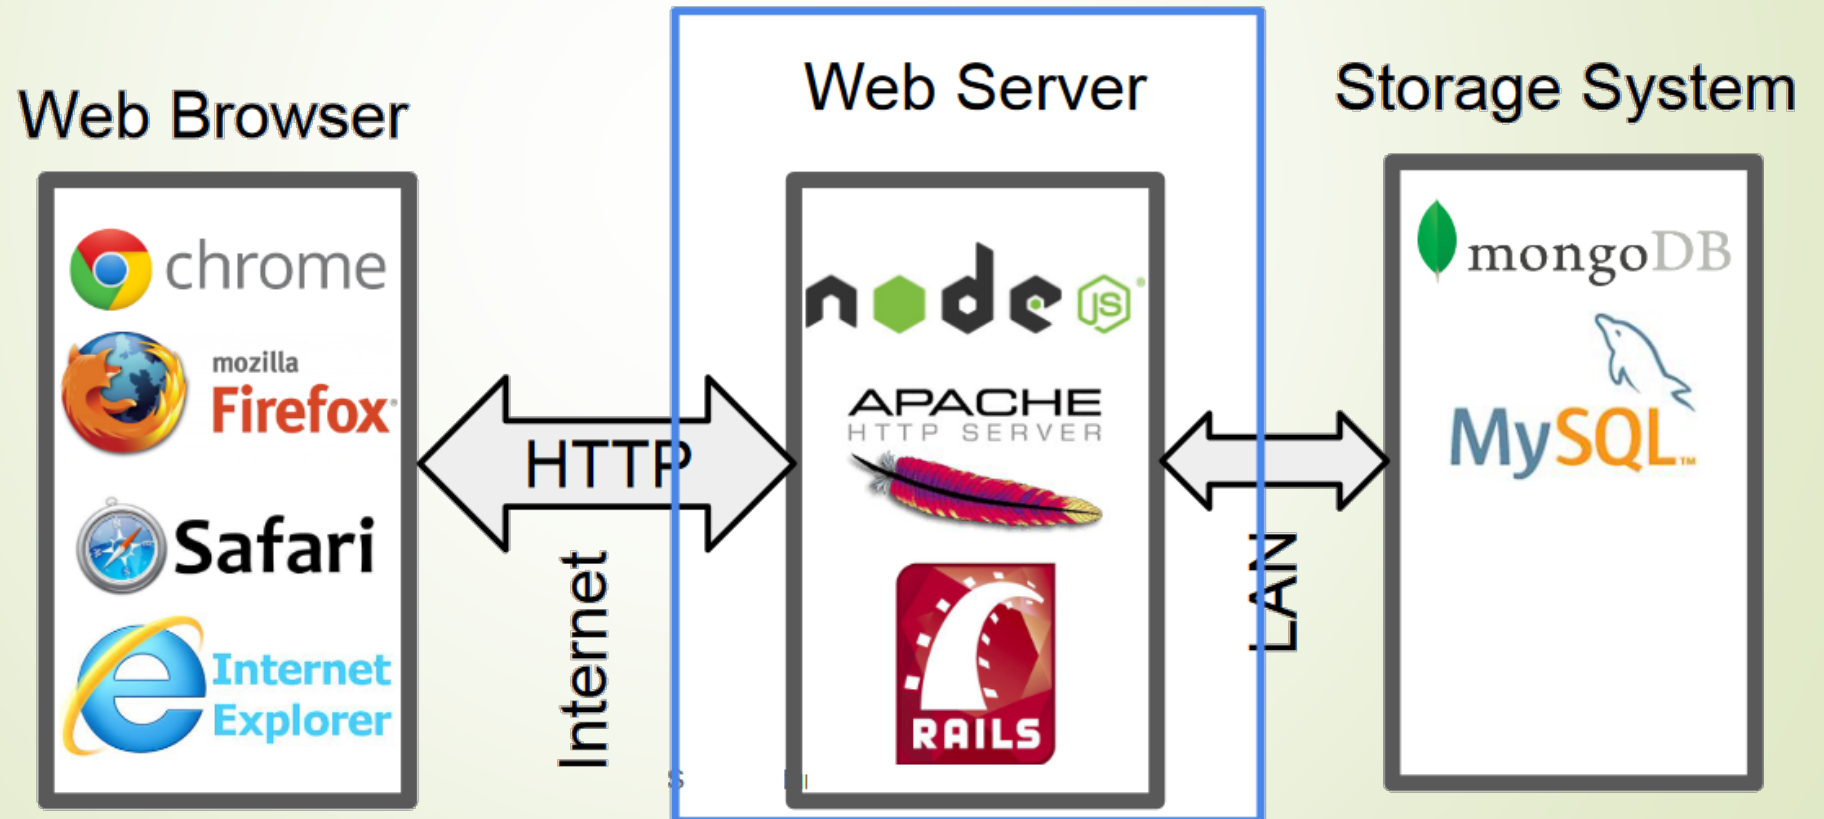 Web Browser
chrome
mozilla
Firefox
Safari
Internet
Explorer
HTTP
Internet
Web Server
node JS
APACHE
HTTP SERVER
RAILS
LAN
Storage System
mongoDB
MySQL™